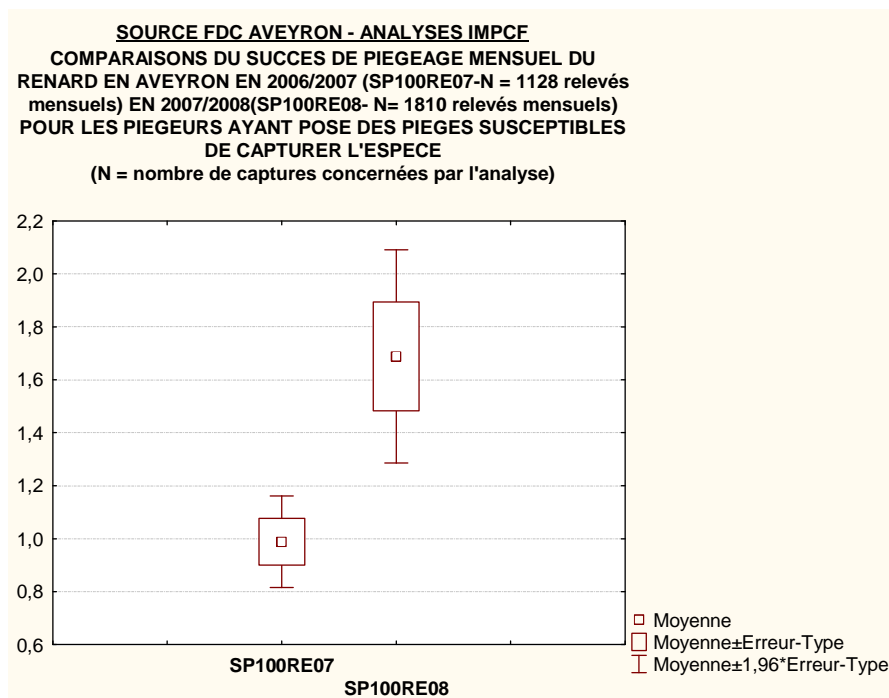 SOURCE FDC AVEYRON - ANALYSES IMPCF
COMPARAISONS DU SUCCES DE PIEGEAGE MENSUEL DU
RENARD EN AVEYRON EN 2006/2007 (SP100RE07-N = 1128 relevés
mensuels) EN 2007/2008(SP100RE08- N= 1810 relevés mensuels)
POUR LES PIEGEURS AYANT POSE DES PIEGES SUSCEPTIBLES
DE CAPTURER L'ESPECE
(N = nombre de captures concernées par l'analyse)
2,2
2,0
1,8
1,6
1,4
1,2
1,0
0,8
0,6
SP100RE07
SP100RE08
Moyenne
Moyenne±Erreur-Type
Moyenne±1,96*Erreur-Type